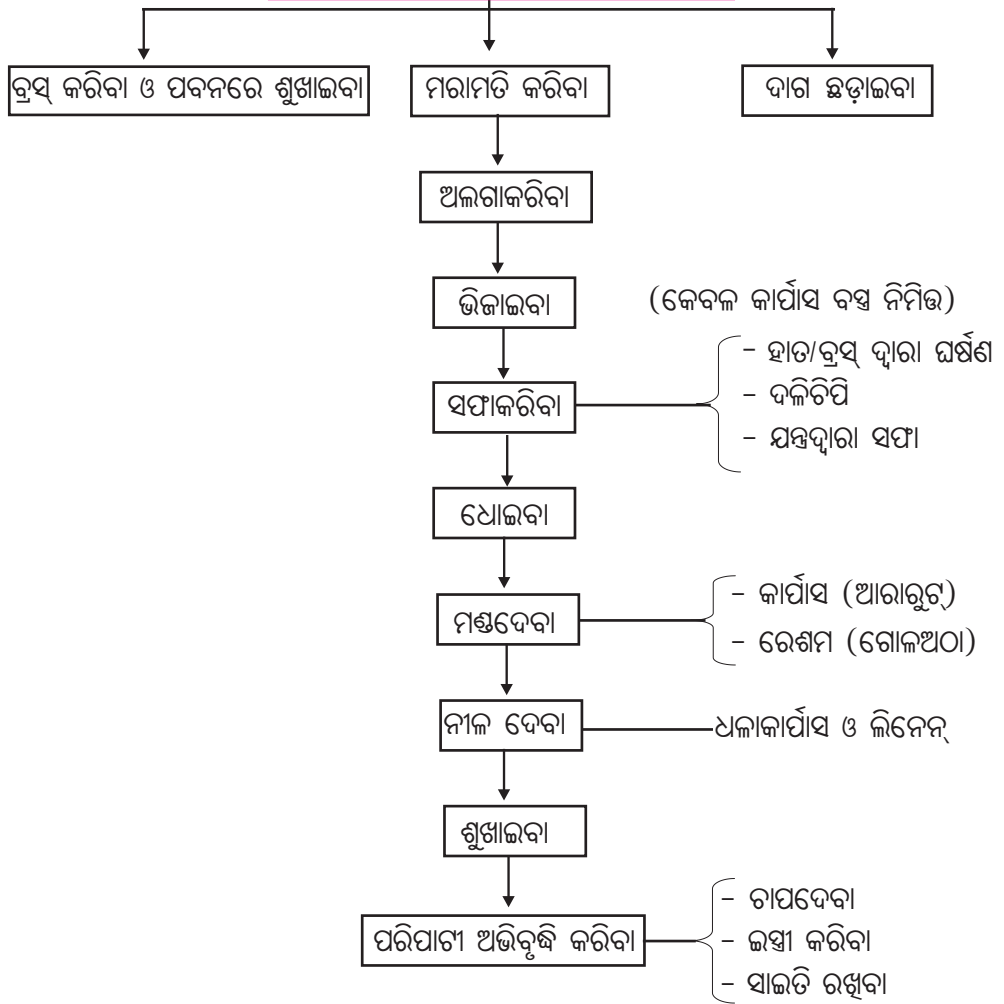 ବ୍ରସ୍ କରିବା ଓ ପବନରେ ଶୁଖାଇବା
ମରାମତି କରିବା
ଦାଗ ଛଡ଼ାଇବା
ଅଲଗାକରିବା
ଭିଜାଇବା
(କେବଳ କାର୍ପାସ ବସ୍ତ୍ର ନିମିତ୍ତ)
ସଫାକରିବା
– ହାତ/ବ୍ରସ୍ ଦ୍ୱାରା ଘର୍ଷଣ
– ଦଳିଚିପି
– ଯନ୍ତ୍ରଦ୍ୱାରା ସଫା
ଧୋଇବା
ମଣ୍ଡଦେବା
– କାର୍ପାସ (ଆରାରୁଟ୍)
– ରେଶମ (ଗୋଳଅଠା)
ନୀଳ ଦେବା
ଧଳାକାର୍ପାସ ଓ ଲିନେନ୍
ଶୁଖାଇବା
ପରିପାଟୀ ଅଭିବୃଦ୍ଧି କରିବା
– ଚାପଦେବା
– ଇସ୍ତ୍ରୀ କରିବା
– ସାଇତି ରଖିବା